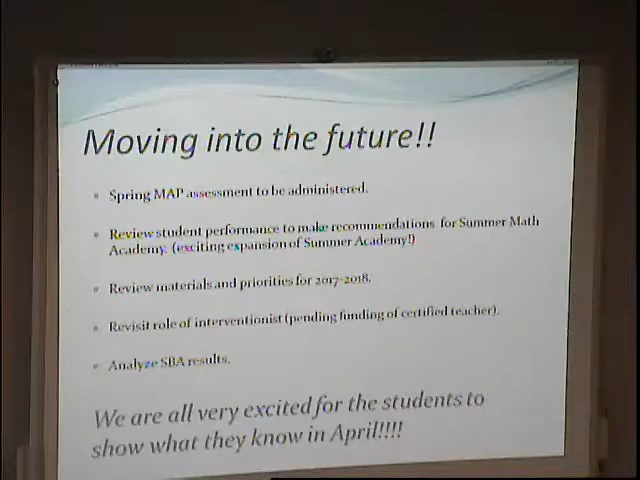 Moving into the future!!
Spring MAP assessment to be administered.
Review student performance to make recommendations for Summer Math
Academy. (exciting expansion of Summer Academy!)
Review materials and priorities for 2017-2018.
Revisit role of interventionist (pending funding of certified teacher).
Analyze SBA results.
We are all very excited for the students to
show what they know in April!!!!